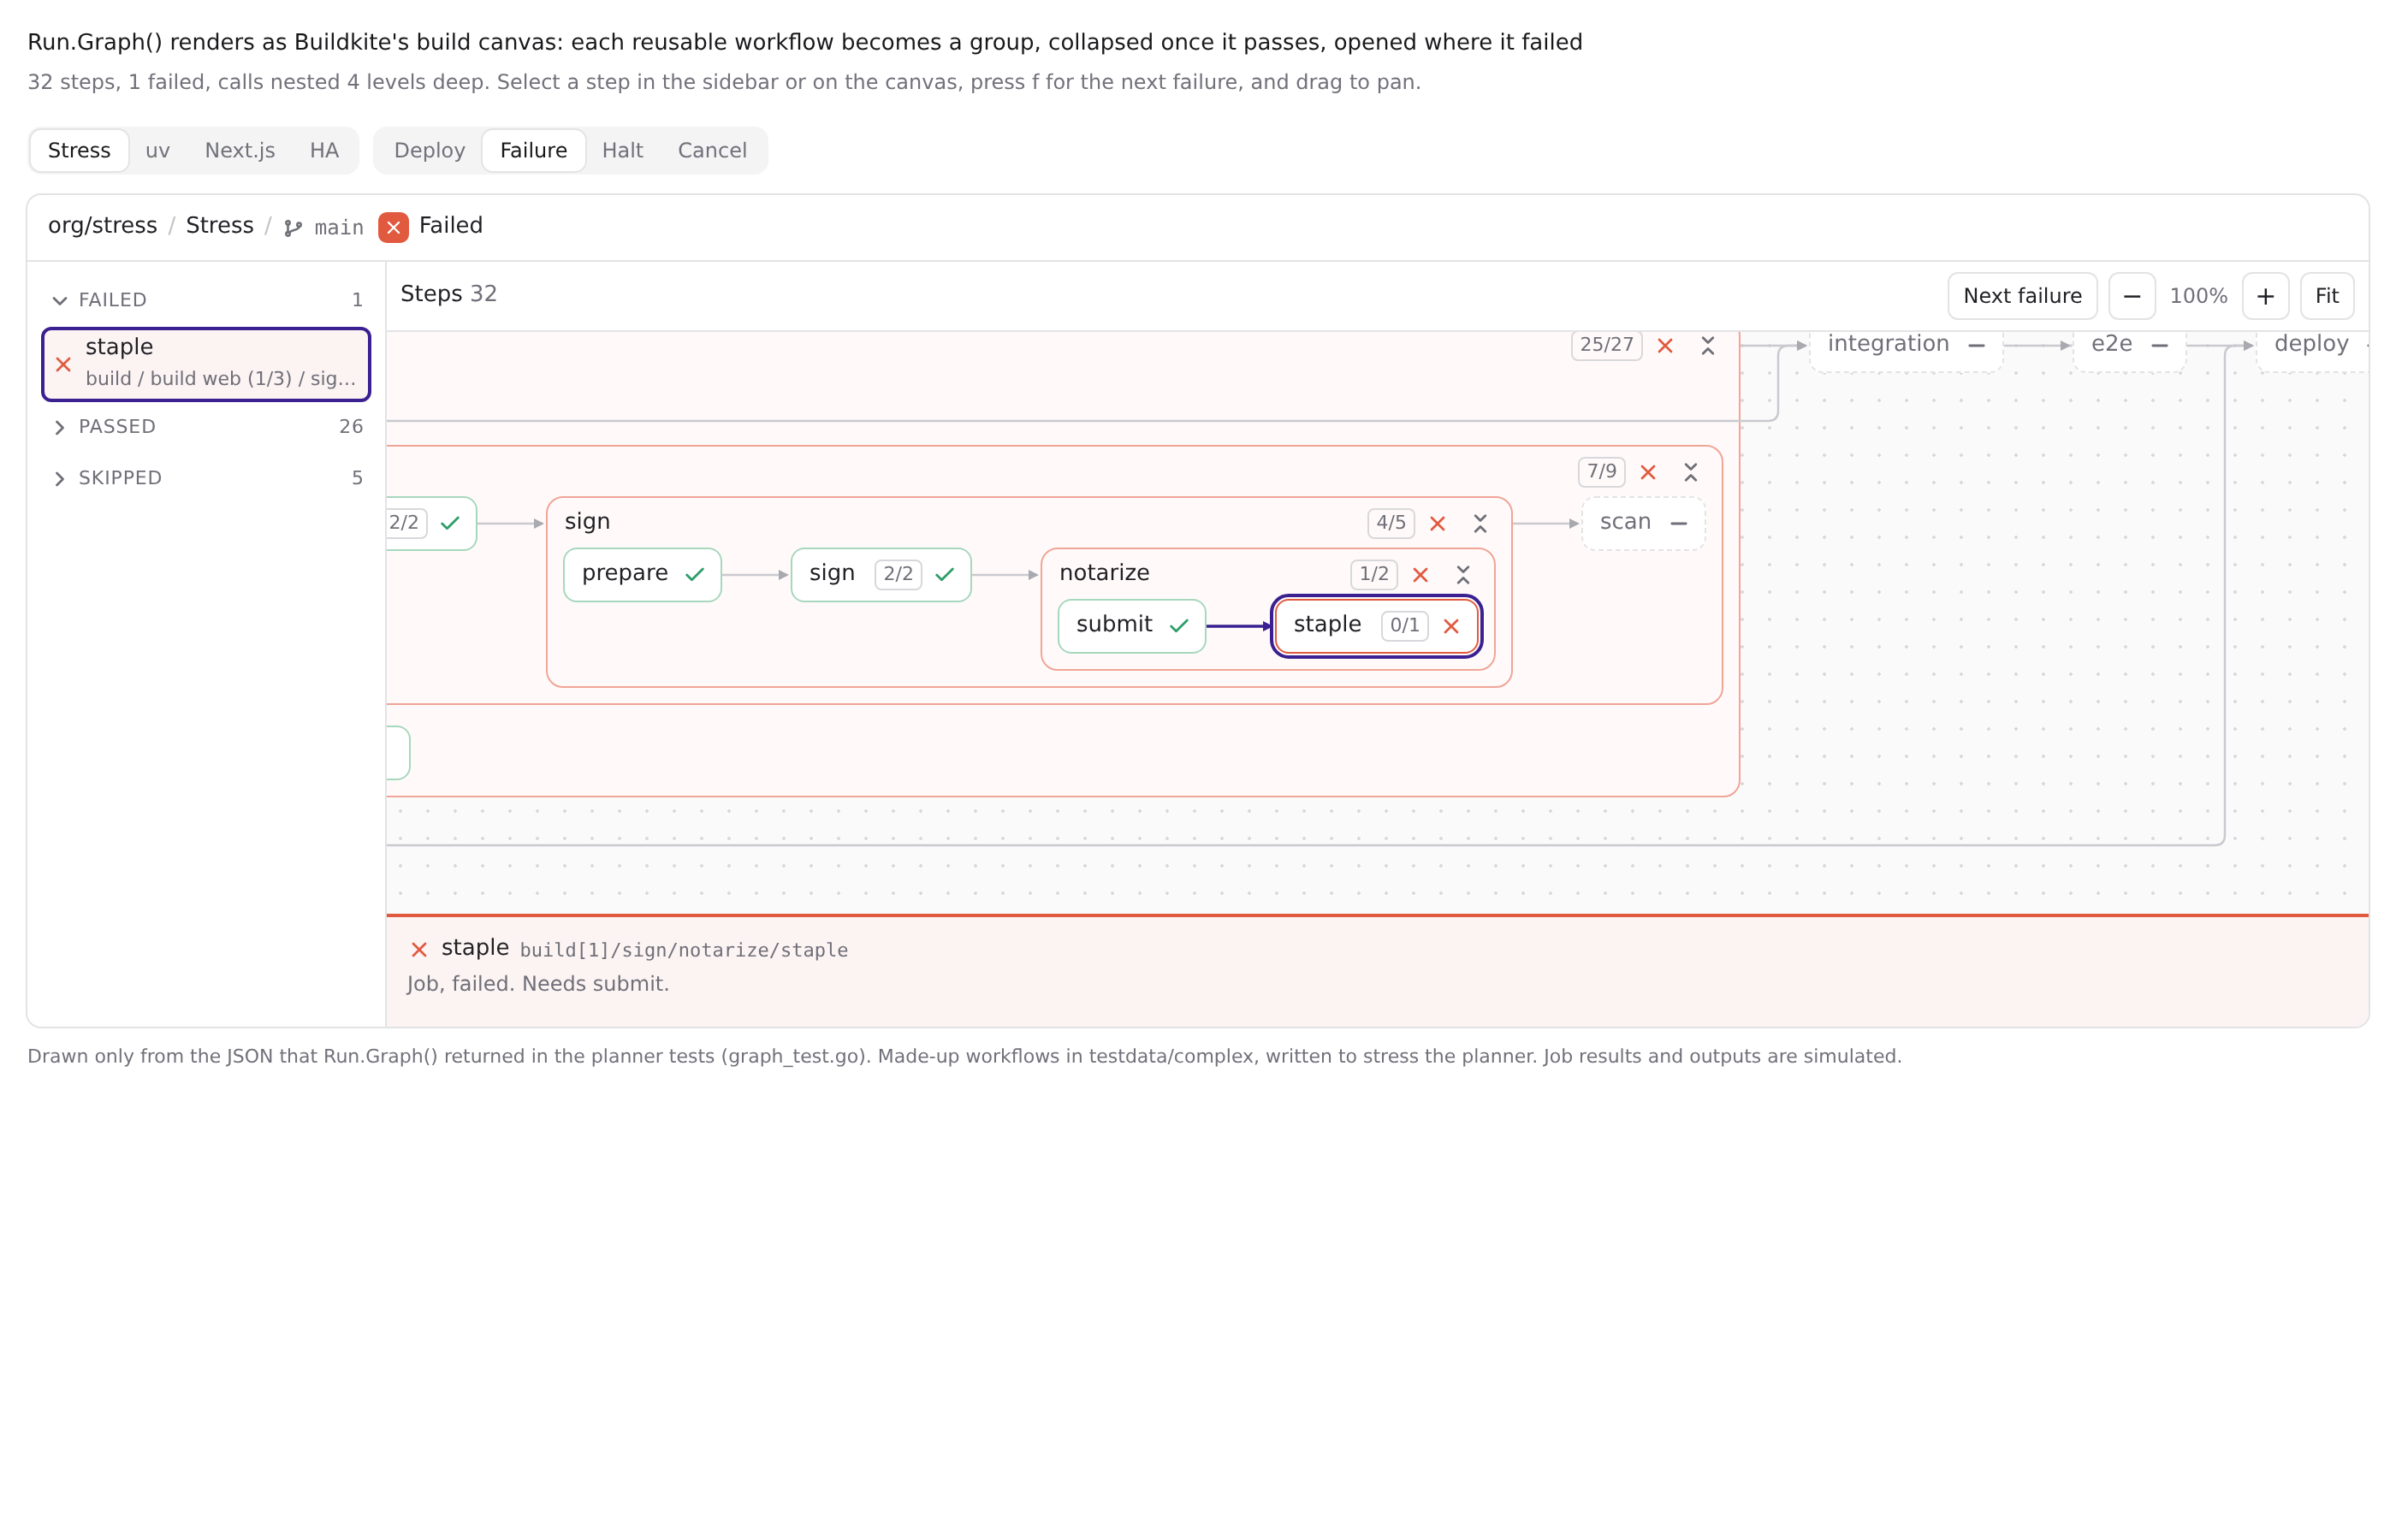 Run.Graph() renders as Buildkite's build canvas: each reusable workflow becomes a group, collapsed once it passes, opened where it failed
32 steps, 1 failed, calls nested 4 levels deep. Select a step in the sidebar or on the canvas, press f for the next failure, and drag to pan.
Stress uv Next.js HA Deploy Failure Halt Cancel
org/stress / Stress / main Failed
FAILED 1
staple
build / build web (1/3) / sig…
PASSED 26
SKIPPED 5
Steps 32 Next failure − 100% + Fit
25/27 integration e2e deploy
7/9
2/2 sign 4/5 scan
prepare sign 2/2 notarize 1/2
submit staple 0/1
staple build[1]/sign/notarize/staple
Job, failed. Needs submit.
Drawn only from the JSON that Run.Graph() returned in the planner tests (graph_test.go). Made-up workflows in testdata/complex, written to stress the planner. Job results and outputs are simulated.